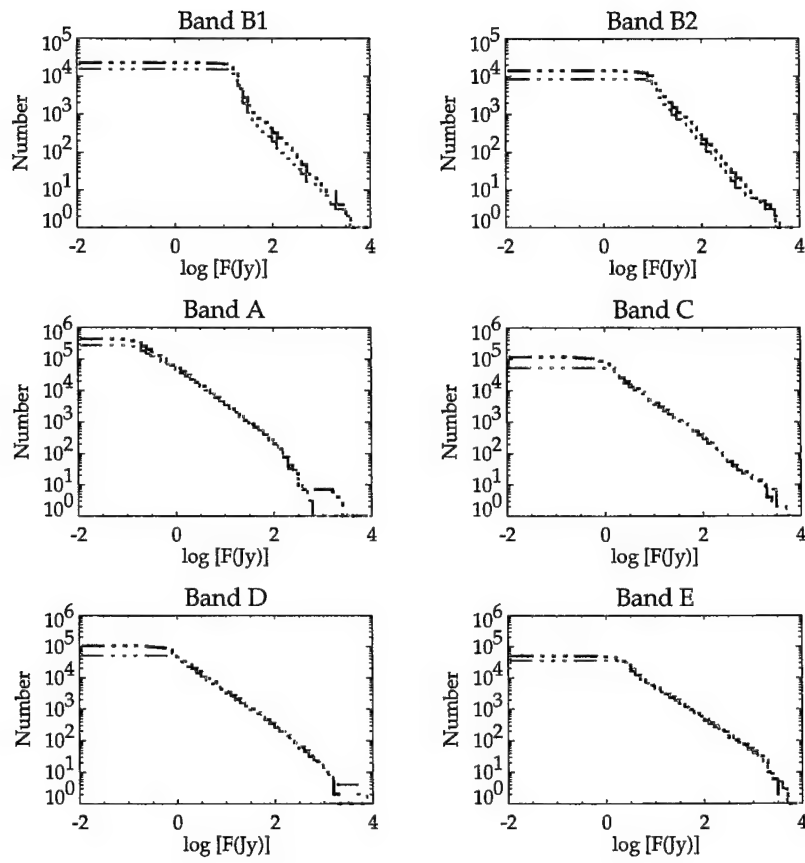 Band B1
10^5
10^4
10^3
10^2
10^1
10^0
Number
-2 0 2 4
log [F(Jy)]
Band B2
10^5
10^4
10^3
10^2
10^1
10^0
Number
-2 0 2 4
log [F(Jy)]
Band A
10^6
10^5
10^4
10^3
10^2
10^1
10^0
Number
-2 0 2 4
log [F(Jy)]
Band C
10^6
10^5
10^4
10^3
10^2
10^1
10^0
Number
-2 0 2 4
log [F(Jy)]
Band D
10^6
10^5
10^4
10^3
10^2
10^1
10^0
Number
-2 0 2 4
log [F(Jy)]
Band E
10^6
10^5
10^4
10^3
10^2
10^1
10^0
Number
-2 0 2 4
log [F(Jy)]